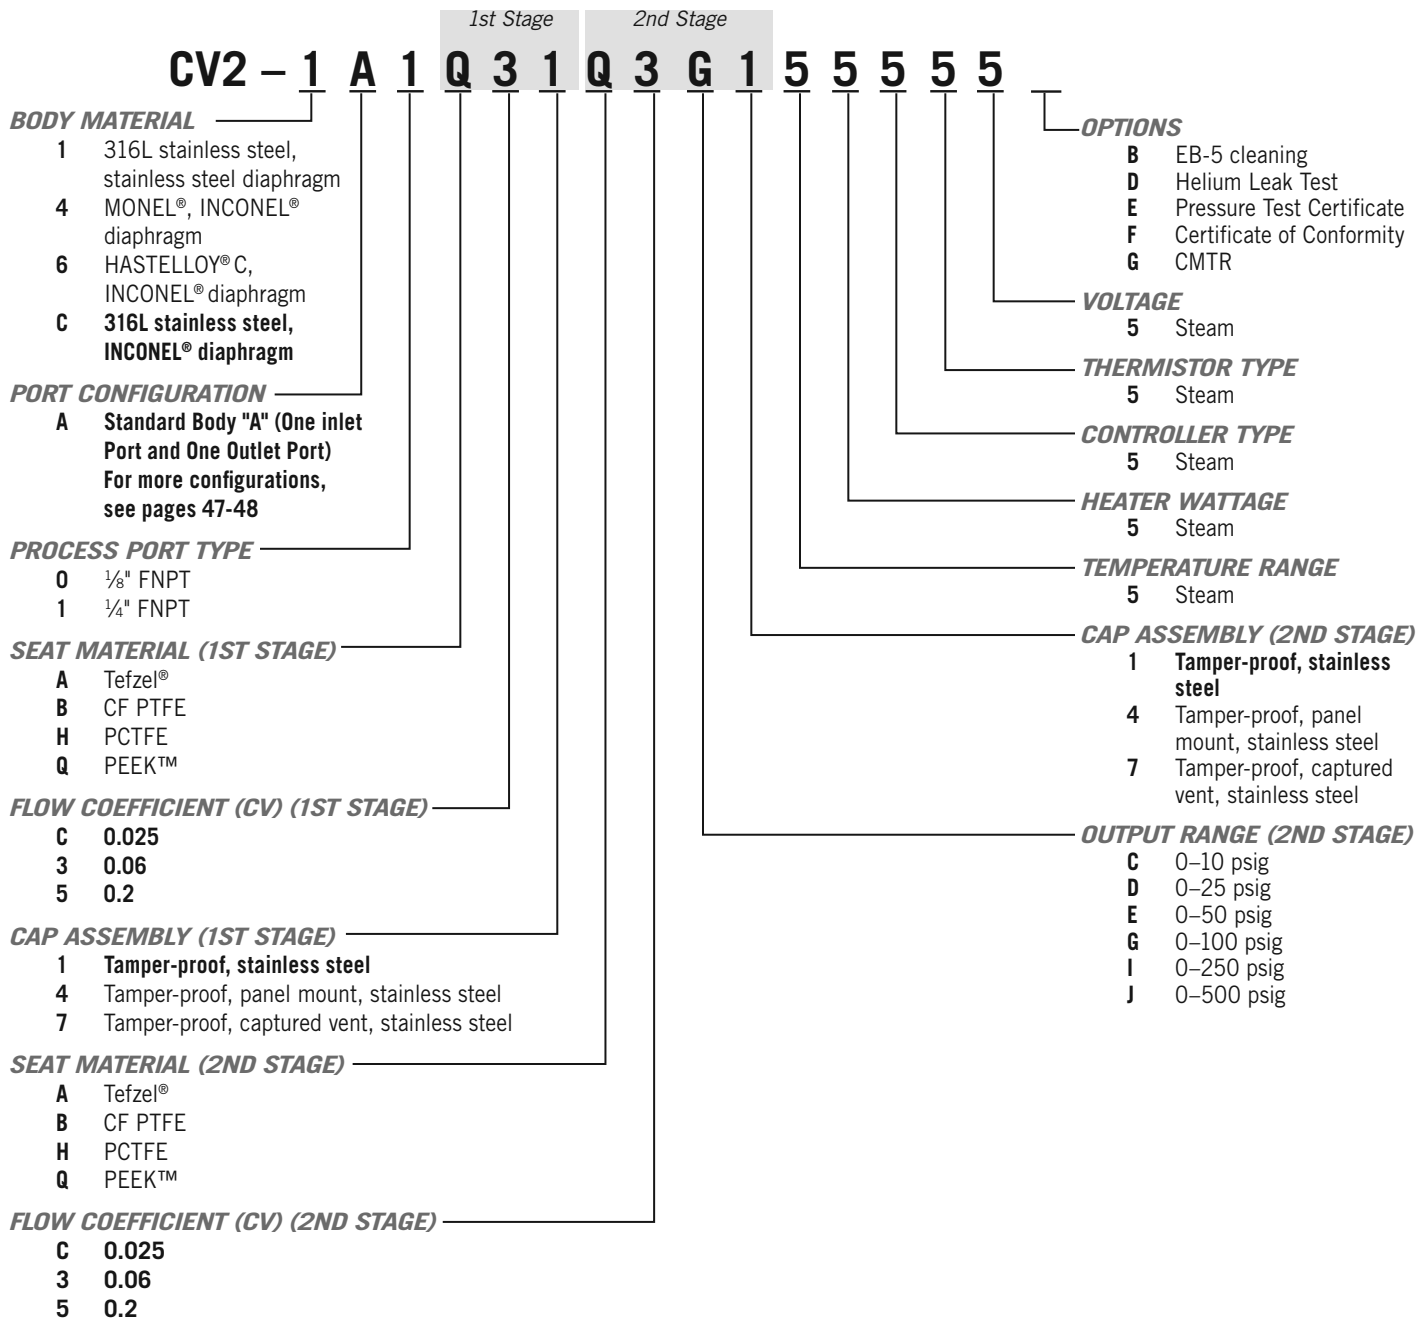 1st Stage 2nd Stage
CV2 – 1 A 1 Q 3 1 Q 3 G 1 5 5 5 5 5 _
BODY MATERIAL
1 316L stainless steel,
stainless steel diaphragm
4 MONEL®, INCONEL®
diaphragm
6 HASTELLOY® C,
INCONEL® diaphragm
C 316L stainless steel,
INCONEL® diaphragm
PORT CONFIGURATION
A Standard Body "A" (One inlet
Port and One Outlet Port)
For more configurations,
see pages 47-48
PROCESS PORT TYPE
0 ⅛" FNPT
1 ¼" FNPT
SEAT MATERIAL (1ST STAGE)
A Tefzel®
B CF PTFE
H PCTFE
Q PEEK™
FLOW COEFFICIENT (CV) (1ST STAGE)
C 0.025
3 0.06
5 0.2
CAP ASSEMBLY (1ST STAGE)
1 Tamper-proof, stainless steel
4 Tamper-proof, panel mount, stainless steel
7 Tamper-proof, captured vent, stainless steel
SEAT MATERIAL (2ND STAGE)
A Tefzel®
B CF PTFE
H PCTFE
Q PEEK™
FLOW COEFFICIENT (CV) (2ND STAGE)
C 0.025
3 0.06
5 0.2
OPTIONS
B EB-5 cleaning
D Helium Leak Test
E Pressure Test Certificate
F Certificate of Conformity
G CMTR
VOLTAGE
5 Steam
THERMISTOR TYPE
5 Steam
CONTROLLER TYPE
5 Steam
HEATER WATTAGE
5 Steam
TEMPERATURE RANGE
5 Steam
CAP ASSEMBLY (2ND STAGE)
1 Tamper-proof, stainless
steel
4 Tamper-proof, panel
mount, stainless steel
7 Tamper-proof, captured
vent, stainless steel
OUTPUT RANGE (2ND STAGE)
C 0–10 psig
D 0–25 psig
E 0–50 psig
G 0–100 psig
I 0–250 psig
J 0–500 psig